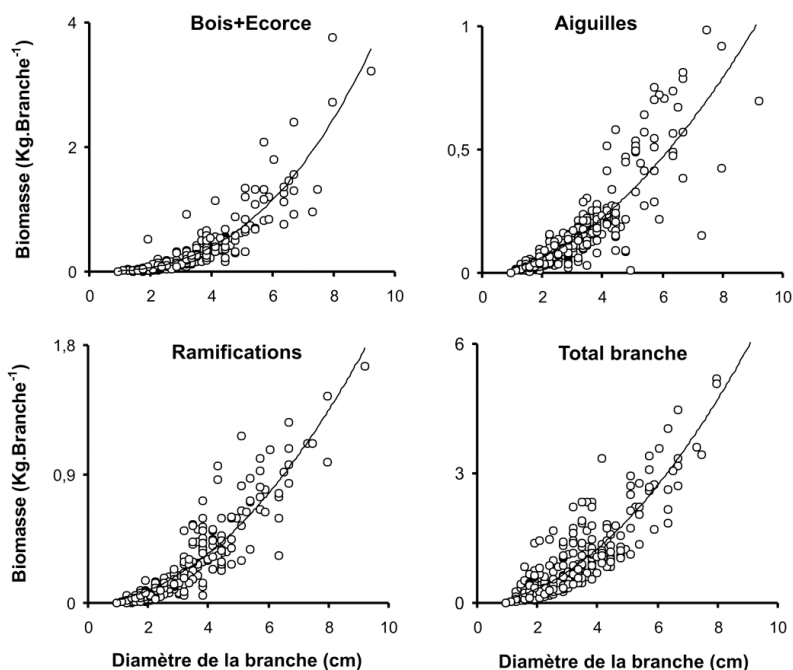 Bois+Ecorce
Biomasse (Kg.Branche⁻¹)
4
2
0
0 2 4 6 8 10
Aiguilles
1
0,5
0
0 2 4 6 8 10
Ramifications
Biomasse (Kg.Branche⁻¹)
1,8
0,9
0
0 2 4 6 8 10
Diamètre de la branche (cm)
Total branche
6
3
0
0 2 4 6 8 10
Diamètre de la branche (cm)